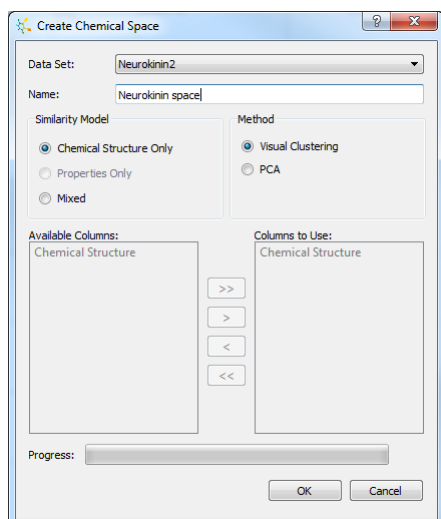 Create Chemical Space
?
X
Data Set: Neurokinin2
Name: Neurokinin space
Similarity Model
Method
Chemical Structure Only
Visual Clustering
Properties Only
PCA
Mixed
Available Columns:
Columns to Use:
Chemical Structure
Chemical Structure
>>
>
<
<<
Progress:
OK Cancel